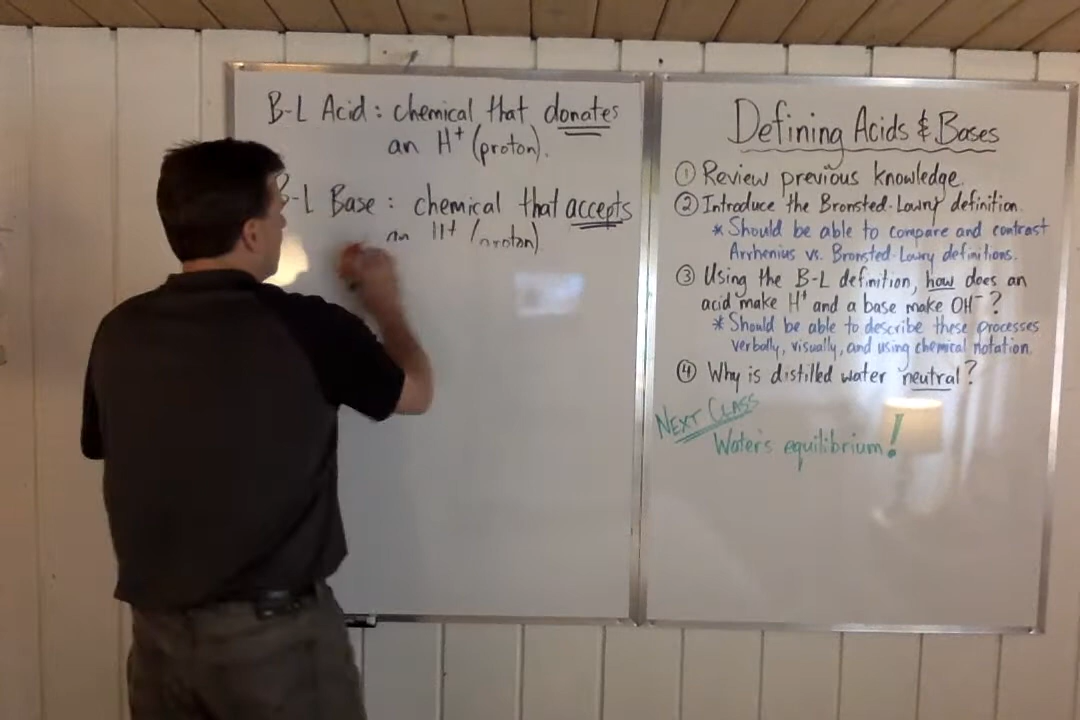 B-L Acid : chemical that donates
an H⁺ (proton).
B-L Base : chemical that accepts
an H⁺ (proton).
Defining Acids & Bases
① Review previous knowledge.
② Introduce the Bronsted-Lowry definition.
* Should be able to compare and contrast
Arrhenius vs. Bronsted-Lowry definitions.
③ Using the B-L definition, how does an
acid make H⁺ and a base make OH⁻ ?
* Should be able to describe these processes
verbally, visually, and using chemical notation.
④ Why is distilled water neutral?
NEXT CLASS
Water's equilibrium!